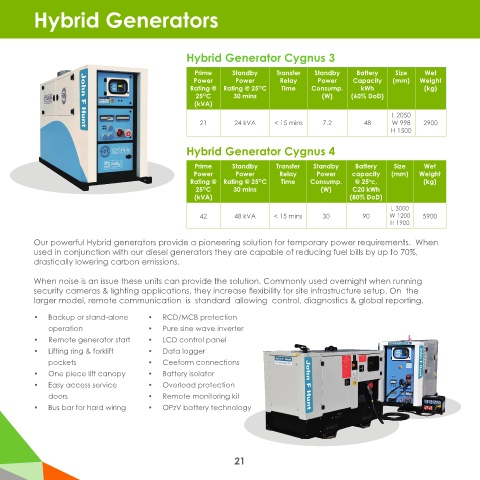 Hybrid Generators
Hybrid Generator Cygnus 3
Prime Power Rating @ 25°C (kVA) | Standby Power Rating @ 25°C 30 mins | Transfer Relay Time | Standby Power Consump. (W) | Battery Capacity kWh (60% DoD) | Size (mm) | Wet Weight (kg)
21 | 24 kVA | < 15 mins | 7.2 | 48 | L 2050 W 998 H 1500 | 2900
Hybrid Generator Cygnus 4
Prime Power Rating @ 25°C (kVA) | Standby Power Rating @ 25°C 30 mins | Transfer Relay Time | Standby Power Consump. (W) | Battery capacity @ 25°c, C20 kWh (80% DoD) | Size (mm) | Wet Weight (kg)
42 | 48 kVA | < 15 mins | 30 | 90 | L 3000 W 1200 H 1900 | 5900
Our powerful Hybrid generators provide a pioneering solution for temporary power requirements. When
used in conjunction with our diesel generators they are capable of reducing fuel bills by up to 70%,
drastically lowering carbon emissions.
When noise is an issue these units can provide the solution. Commonly used overnight when running
security cameras & lighting applications, they increase flexibility for site infrastructure setup. On the
larger model, remote communication is standard allowing control, diagnostics & global reporting.
• Backup or stand-alone
operation
• Remote generator start
• Lifting ring & forklift
pockets
• One piece lift canopy
• Easy access service
doors
• Bus bar for hard wiring
• RCD/MCB protection
• Pure sine wave inverter
• LCD control panel
• Data logger
• Ceeform connections
• Battery isolator
• Overload protection
• Remote monitoring kit
• OPzV battery technology
John F Hunt
John F Hunt
John F Hunt
21